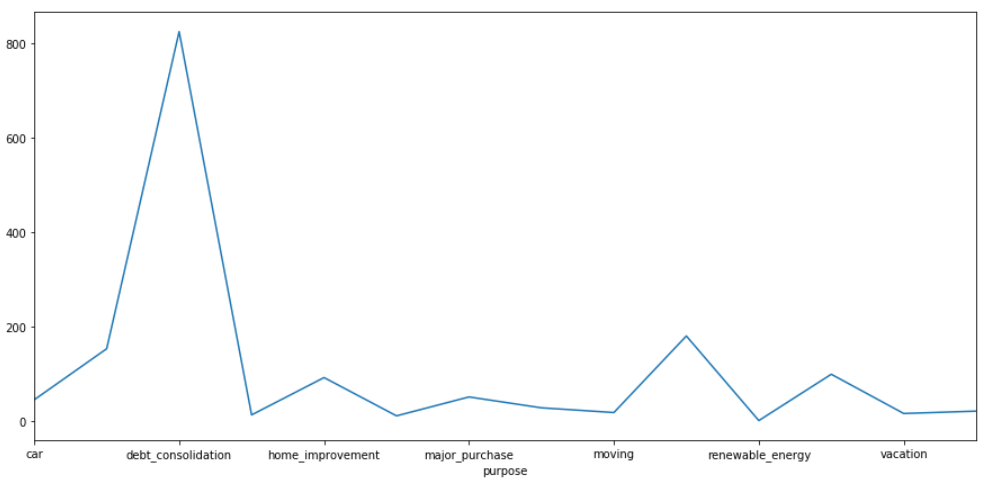 800
600
400
200
0
car debt_consolidation home_improvement major_purchase moving renewable_energy vacation
purpose